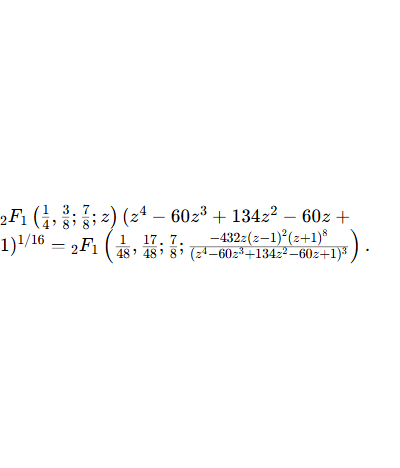 ₂F₁ (1/4, 3/8; 7/8; z) (z⁴ − 60z³ + 134z² − 60z +
1)^{1/16} = ₂F₁ (1/48, 17/48; 7/8; −432z(z−1)²(z+1)⁸/(z⁴−60z³+134z²−60z+1)³) .